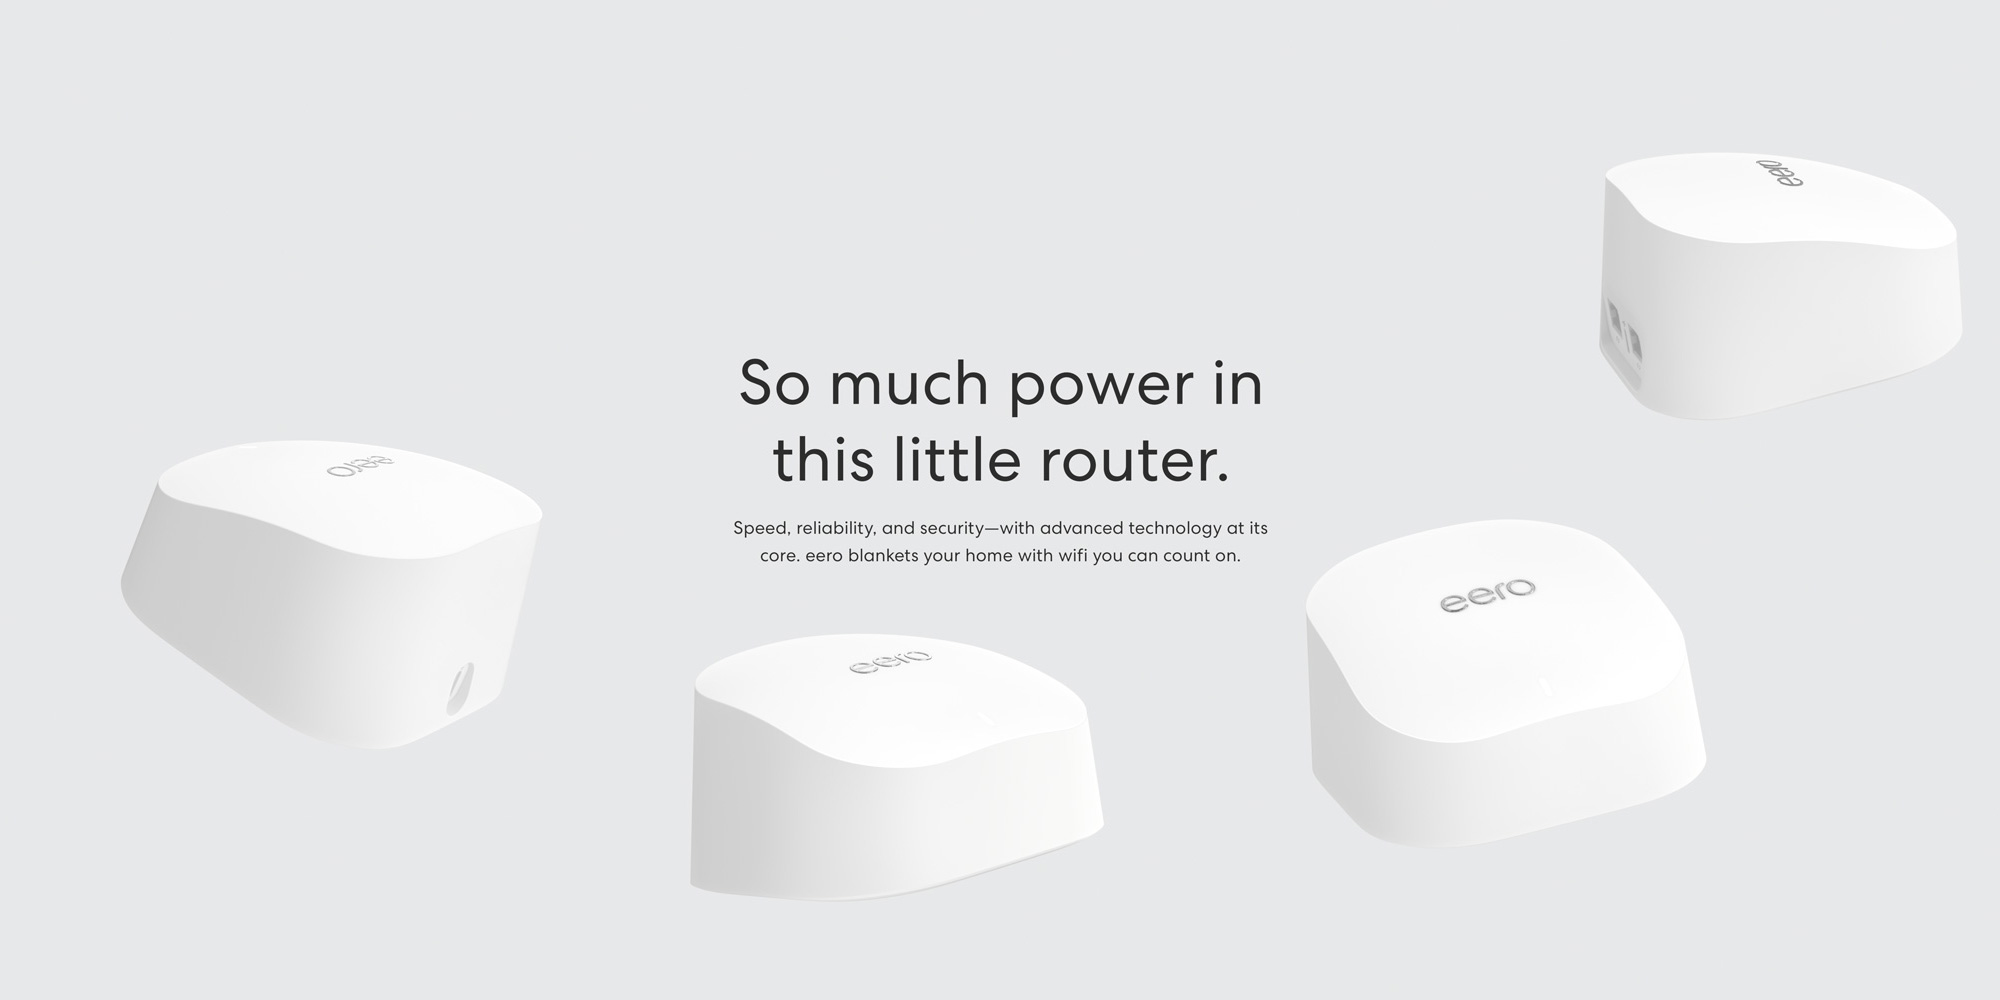 eero
So much power in
this little router.
eero
Speed, reliability, and security—with advanced technology at its
core. eero blankets your home with wifi you can count on.
eero
eero